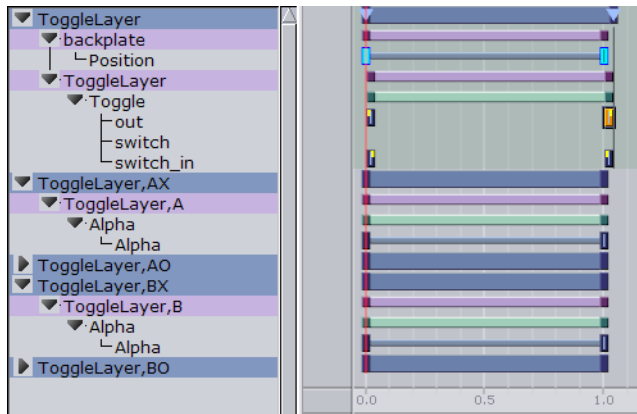 ToggleLayer
backplate
Position
ToggleLayer
Toggle
out
switch
switch_in
ToggleLayer,AX
ToggleLayer,A
Alpha
Alpha
ToggleLayer,AO
ToggleLayer,BX
ToggleLayer,B
Alpha
Alpha
ToggleLayer,BO
0.0 0.5 1.0